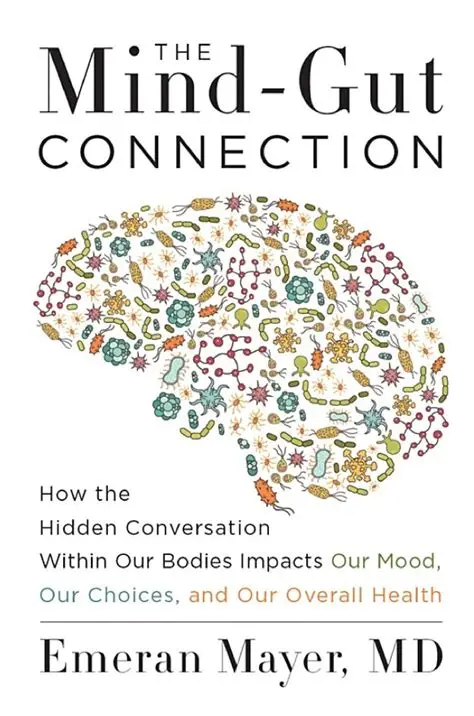 THE
Mind-Gut
CONNECTION
How the
Hidden Conversation
Within Our Bodies Impacts Our Mood,
Our Choices, and Our Overall Health
Emeran Mayer, MD